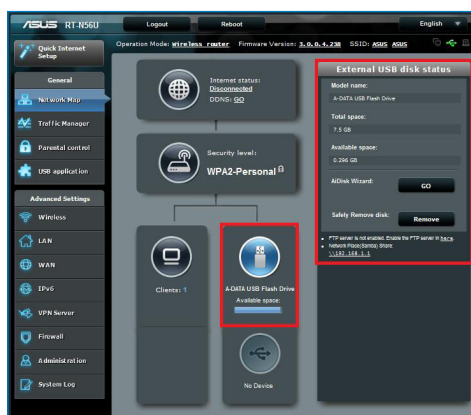 ASUS RT-N56U
Logout
Reboot
English
Quick Internet
Setup
Operation Mode: Wireless router Firmware Version: 3.0.0.4.238 SSID: ASUS ASUS
General
Network Map
Traffic Manager
Parental control
USB application
Advanced Settings
Wireless
LAN
WAN
IPv6
VPN Server
Firewall
Administration
System Log
Internet status:
Disconnected
DDNS: GO
Security level:
WPA2-Personal
Clients: 1
A-DATA USB Flash Drive
Available space:
No Device
External USB disk status
Model name:
A-DATA USB Flash Drive
Total space:
7.5 GB
Available space:
0.296 GB
AiDisk Wizard:
GO
Safely Remove disk:
Remove
FTP server is not enabled. Enable the FTP server in here.
Network Place(Samba) Share:
\\192.168.1.1